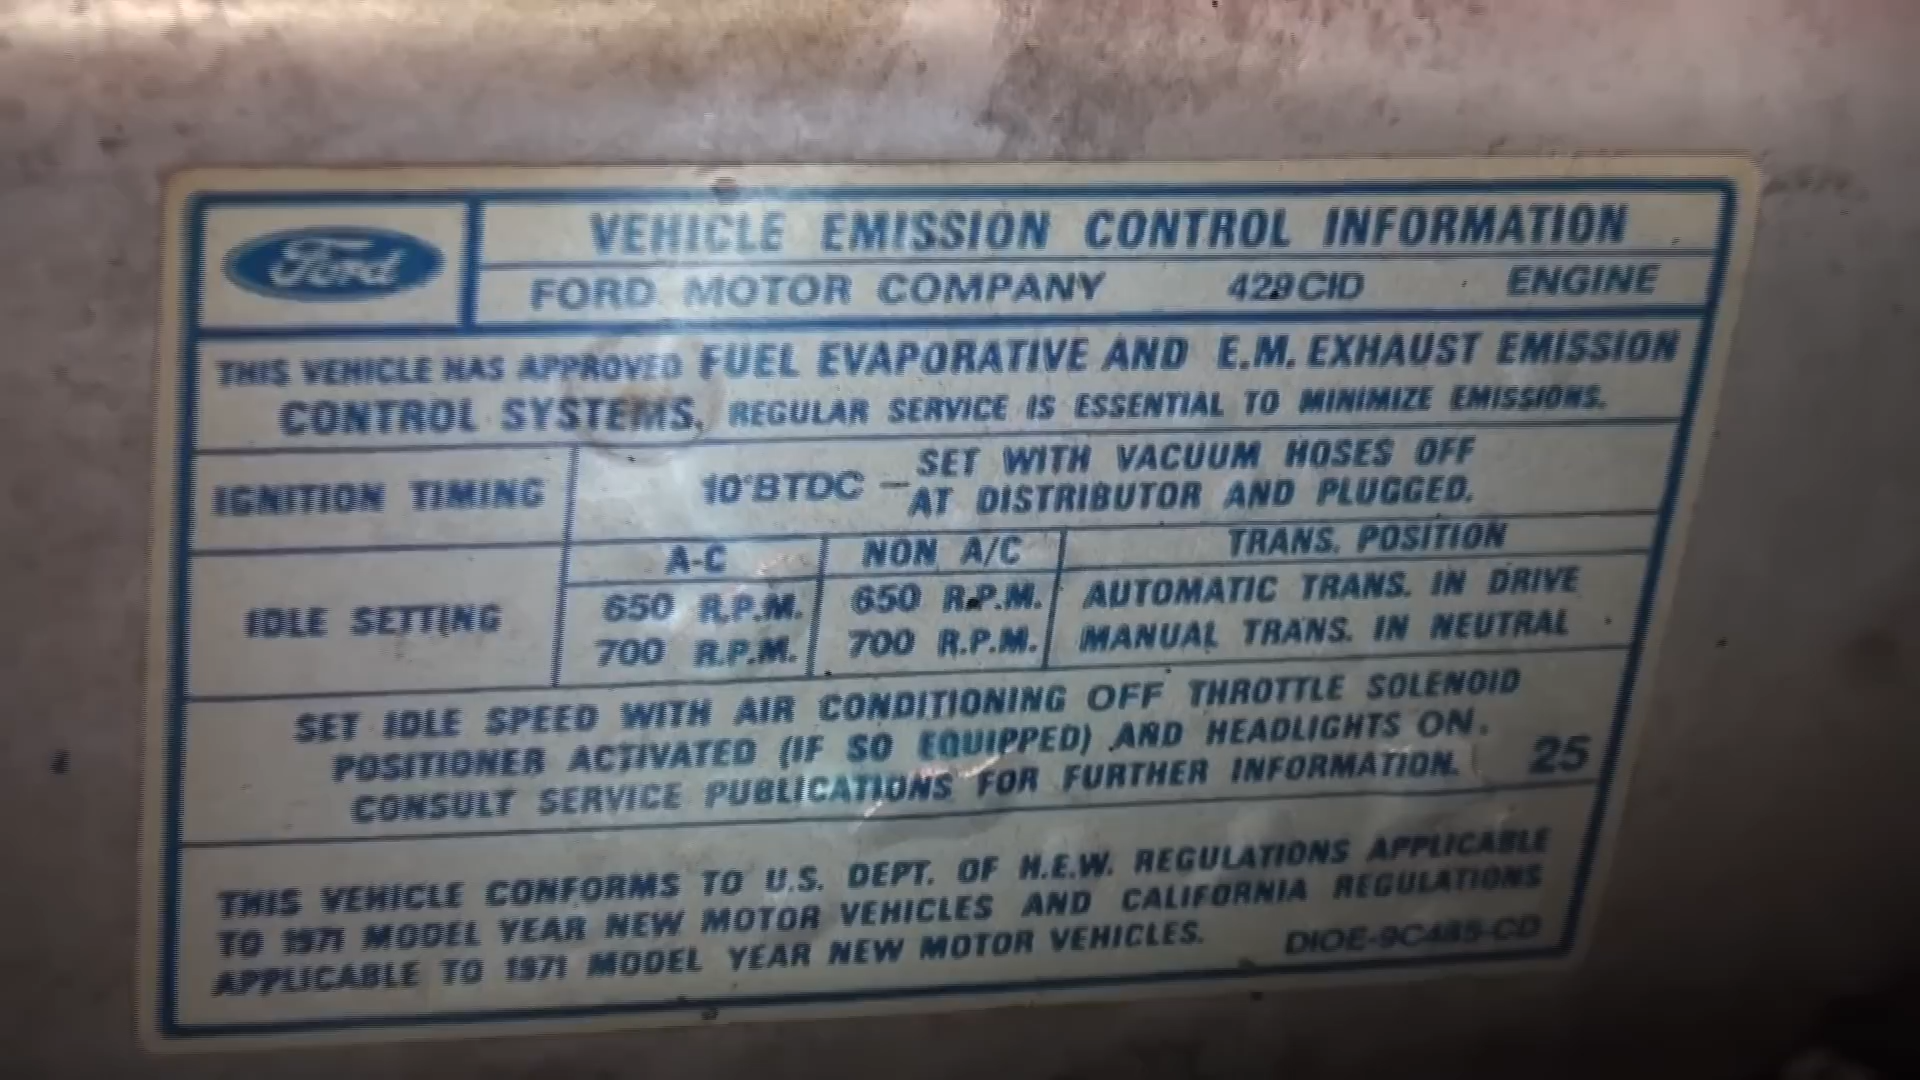 Ford
VEHICLE EMISSION CONTROL INFORMATION
FORD MOTOR COMPANY 429CID ENGINE
THIS VEHICLE HAS APPROVED FUEL EVAPORATIVE AND E.M. EXHAUST EMISSION
CONTROL SYSTEMS. REGULAR SERVICE IS ESSENTIAL TO MINIMIZE EMISSIONS.
IGNITION TIMING
10°BTDC —
SET WITH VACUUM HOSES OFF
AT DISTRIBUTOR AND PLUGGED.
IDLE SETTING
A-C NON A/C TRANS. POSITION
650 R.P.M. 650 R.P.M. AUTOMATIC TRANS. IN DRIVE
700 R.P.M. 700 R.P.M. MANUAL TRANS. IN NEUTRAL
SET IDLE SPEED WITH AIR CONDITIONING OFF THROTTLE SOLENOID
POSITIONER ACTIVATED (IF SO EQUIPPED) AND HEADLIGHTS ON.
CONSULT SERVICE PUBLICATIONS FOR FURTHER INFORMATION. 25
THIS VEHICLE CONFORMS TO U.S. DEPT. OF H.E.W. REGULATIONS APPLICABLE
TO 1971 MODEL YEAR NEW MOTOR VEHICLES AND CALIFORNIA REGULATIONS
APPLICABLE TO 1971 MODEL YEAR NEW MOTOR VEHICLES. DIOE-9C485-CD